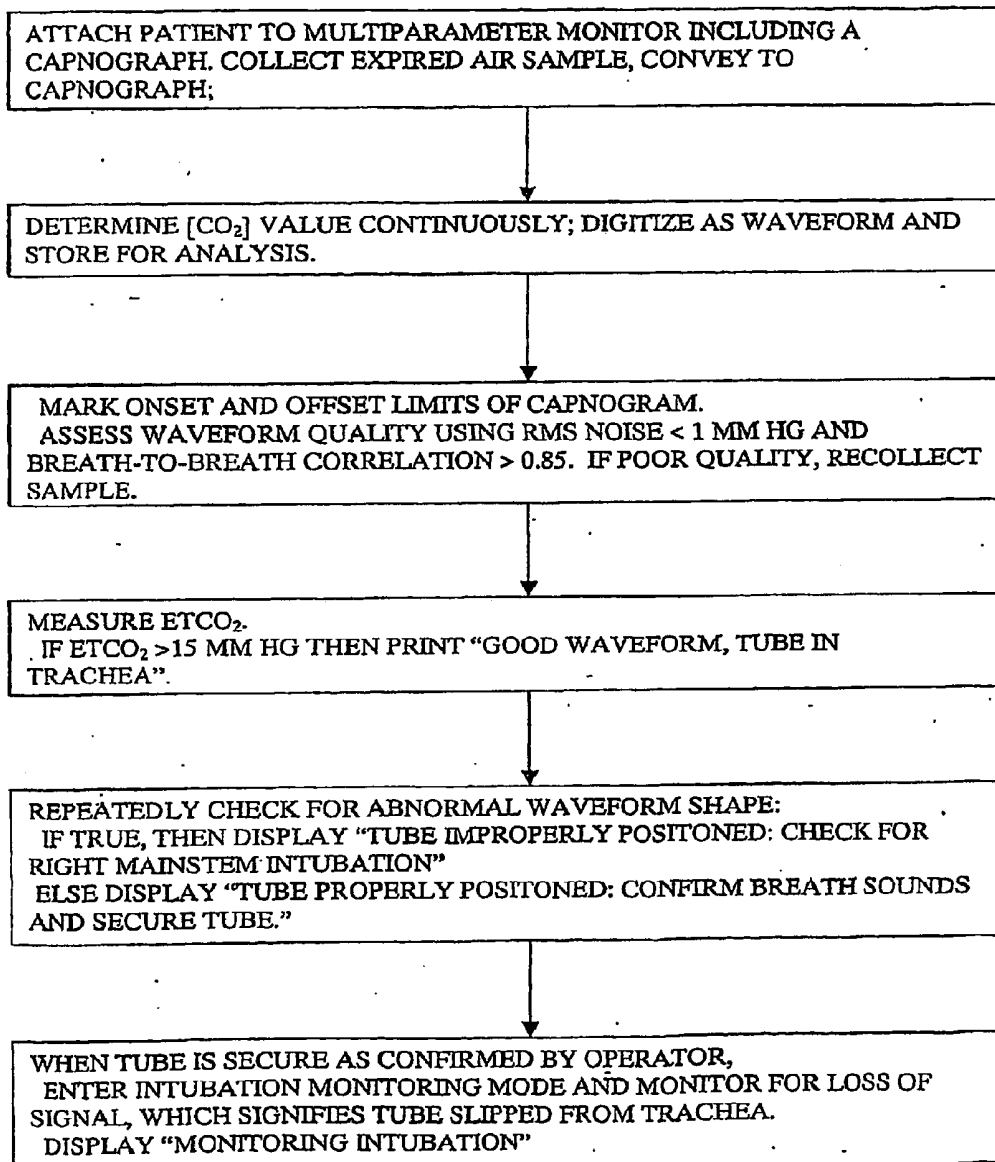 ATTACH PATIENT TO MULTIPARAMETER MONITOR INCLUDING A
CAPNOGRAPH. COLLECT EXPIRED AIR SAMPLE, CONVEY TO
CAPNOGRAPH;
DETERMINE [CO₂] VALUE CONTINUOUSLY; DIGITIZE AS WAVEFORM AND
STORE FOR ANALYSIS.
MARK ONSET AND OFFSET LIMITS OF CAPNOGRAM.
ASSESS WAVEFORM QUALITY USING RMS NOISE < 1 MM HG AND
BREATH-TO-BREATH CORRELATION > 0.85. IF POOR QUALITY, RECOLLECT
SAMPLE.
MEASURE ETCO₂.
IF ETCO₂ >15 MM HG THEN PRINT “GOOD WAVEFORM, TUBE IN
TRACHEA”.
REPEATEDLY CHECK FOR ABNORMAL WAVEFORM SHAPE:
IF TRUE, THEN DISPLAY “TUBE IMPROPERLY POSITONED: CHECK FOR
RIGHT MAINSTEM INTUBATION”
ELSE DISPLAY “TUBE PROPERLY POSITONED: CONFIRM BREATH SOUNDS
AND SECURE TUBE.”
WHEN TUBE IS SECURE AS CONFIRMED BY OPERATOR,
ENTER INTUBATION MONITORING MODE AND MONITOR FOR LOSS OF
SIGNAL, WHICH SIGNIFIES TUBE SLIPPED FROM TRACHEA.
DISPLAY “MONITORING INTUBATION”